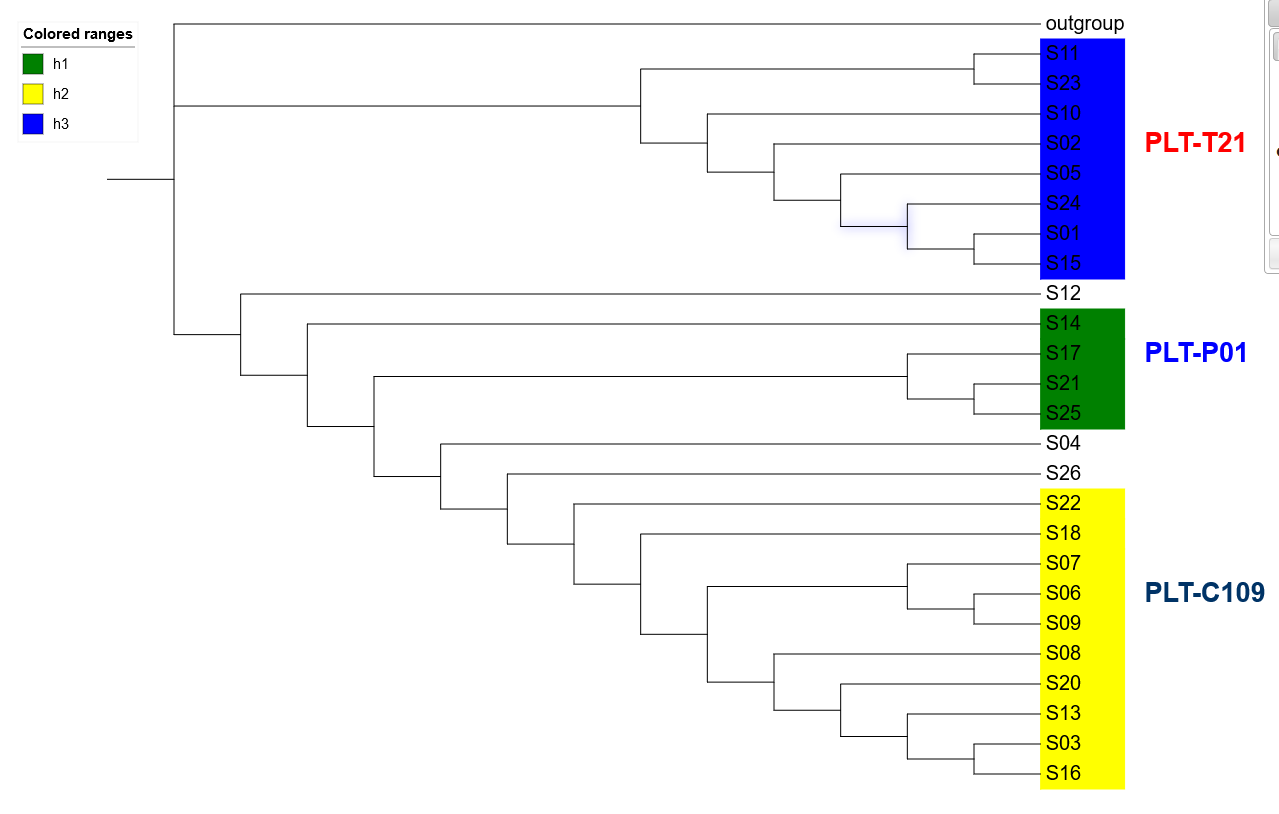 Colored ranges
h1
h2
h3
outgroup
S11
S23
S10
S02
S05
S24
S01
S15
PLT-T21
S12
S14
S17
S21
S25
PLT-P01
S04
S26
S22
S18
S07
S06
S09
S08
S20
S13
S03
S16
PLT-C109